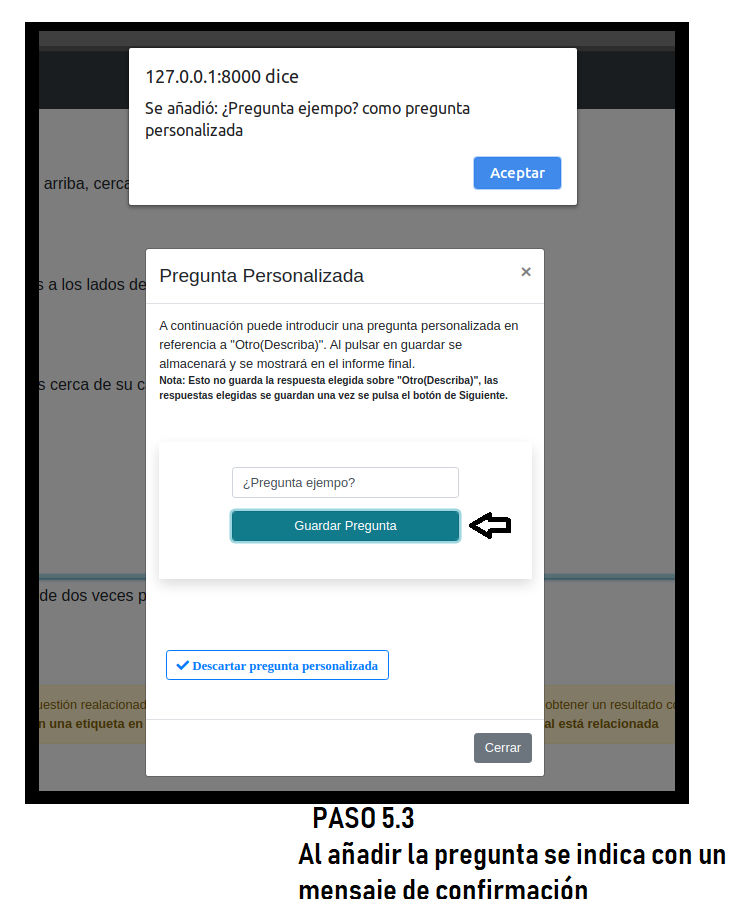 127.0.0.1:8000 dice
Se añadió: ¿Pregunta ejempo? como pregunta
personalizada
Aceptar
arriba, cerca
s a los lados de
s cerca de su c
Pregunta Personalizada
×
A continuación puede introducir una pregunta personalizada en
referencia a "Otro(Describa)". Al pulsar en guardar se
almacenará y se mostrará en el informe final.
Nota: Esto no guarda la respuesta elegida sobre "Otro(Describa)", las
respuestas elegidas se guardan una vez se pulsa el botón de Siguiente.
¿Pregunta ejempo?
Guardar Pregunta
de dos veces p
Descartar pregunta personalizada
uestión realacionad
obtener un resultado co
n una etiqueta en
al está relacionada
Cerrar
PASO 5.3
Al añadir la pregunta se indica con un
mensaje de confirmación